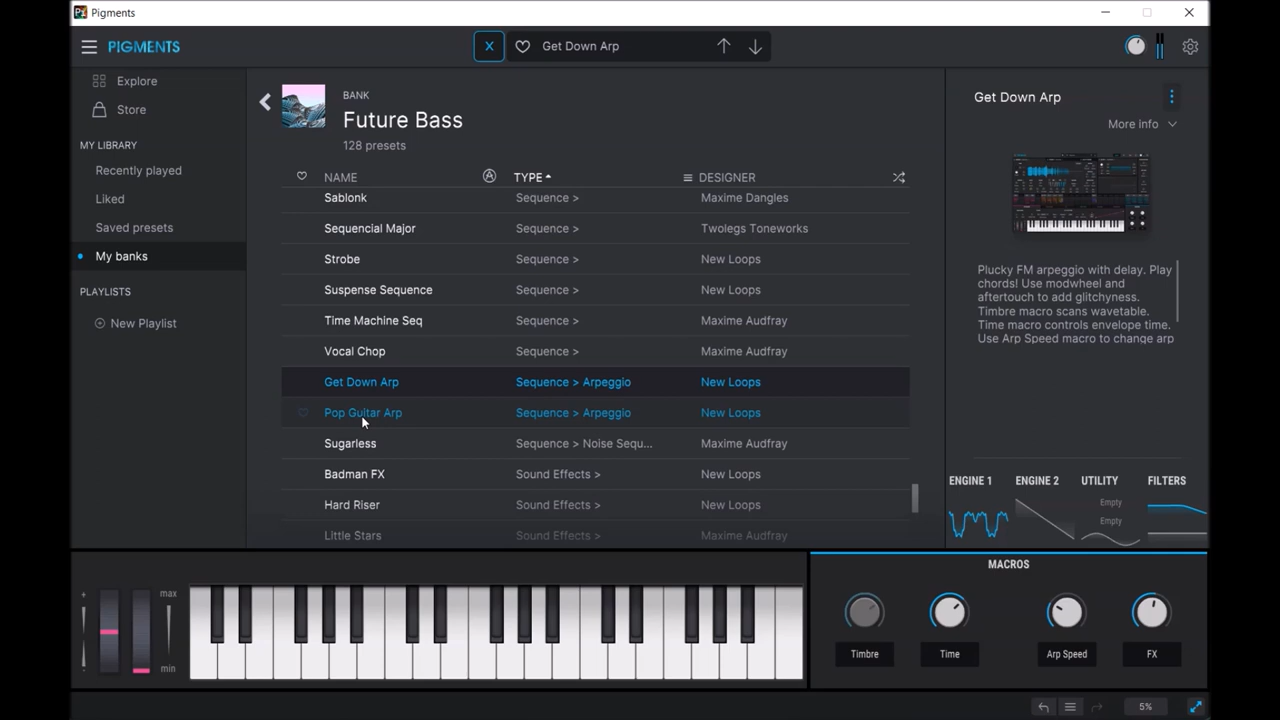 Pigments
PIGMENTS
X
Get Down Arp
Explore
Store
MY LIBRARY
Recently played
Liked
Saved presets
My banks
PLAYLISTS
New Playlist
BANK
Future Bass
128 presets
NAME TYPE DESIGNER
Sablonk Sequence > Maxime Dangles
Sequencial Major Sequence > Twolegs Toneworks
Strobe Sequence > New Loops
Suspense Sequence Sequence > New Loops
Time Machine Seq Sequence > Maxime Audfray
Vocal Chop Sequence > Maxime Audfray
Get Down Arp Sequence > Arpeggio New Loops
Pop Guitar Arp Sequence > Arpeggio New Loops
Sugarless Sequence > Noise Sequ... Maxime Audfray
Badman FX Sound Effects > New Loops
Hard Riser Sound Effects > New Loops
Little Stars Sound Effects > Maxime Audfray
Get Down Arp
More info
Plucky FM arpeggio with delay. Play
chords! Use modwheel and
aftertouch to add glitchyness.
Timbre macro scans wavetable.
Time macro controls envelope time.
Use Arp Speed macro to change arp
ENGINE 1 ENGINE 2 UTILITY FILTERS
Empty
Empty
+ max
- min
MACROS
Timbre Time Arp Speed FX
5%